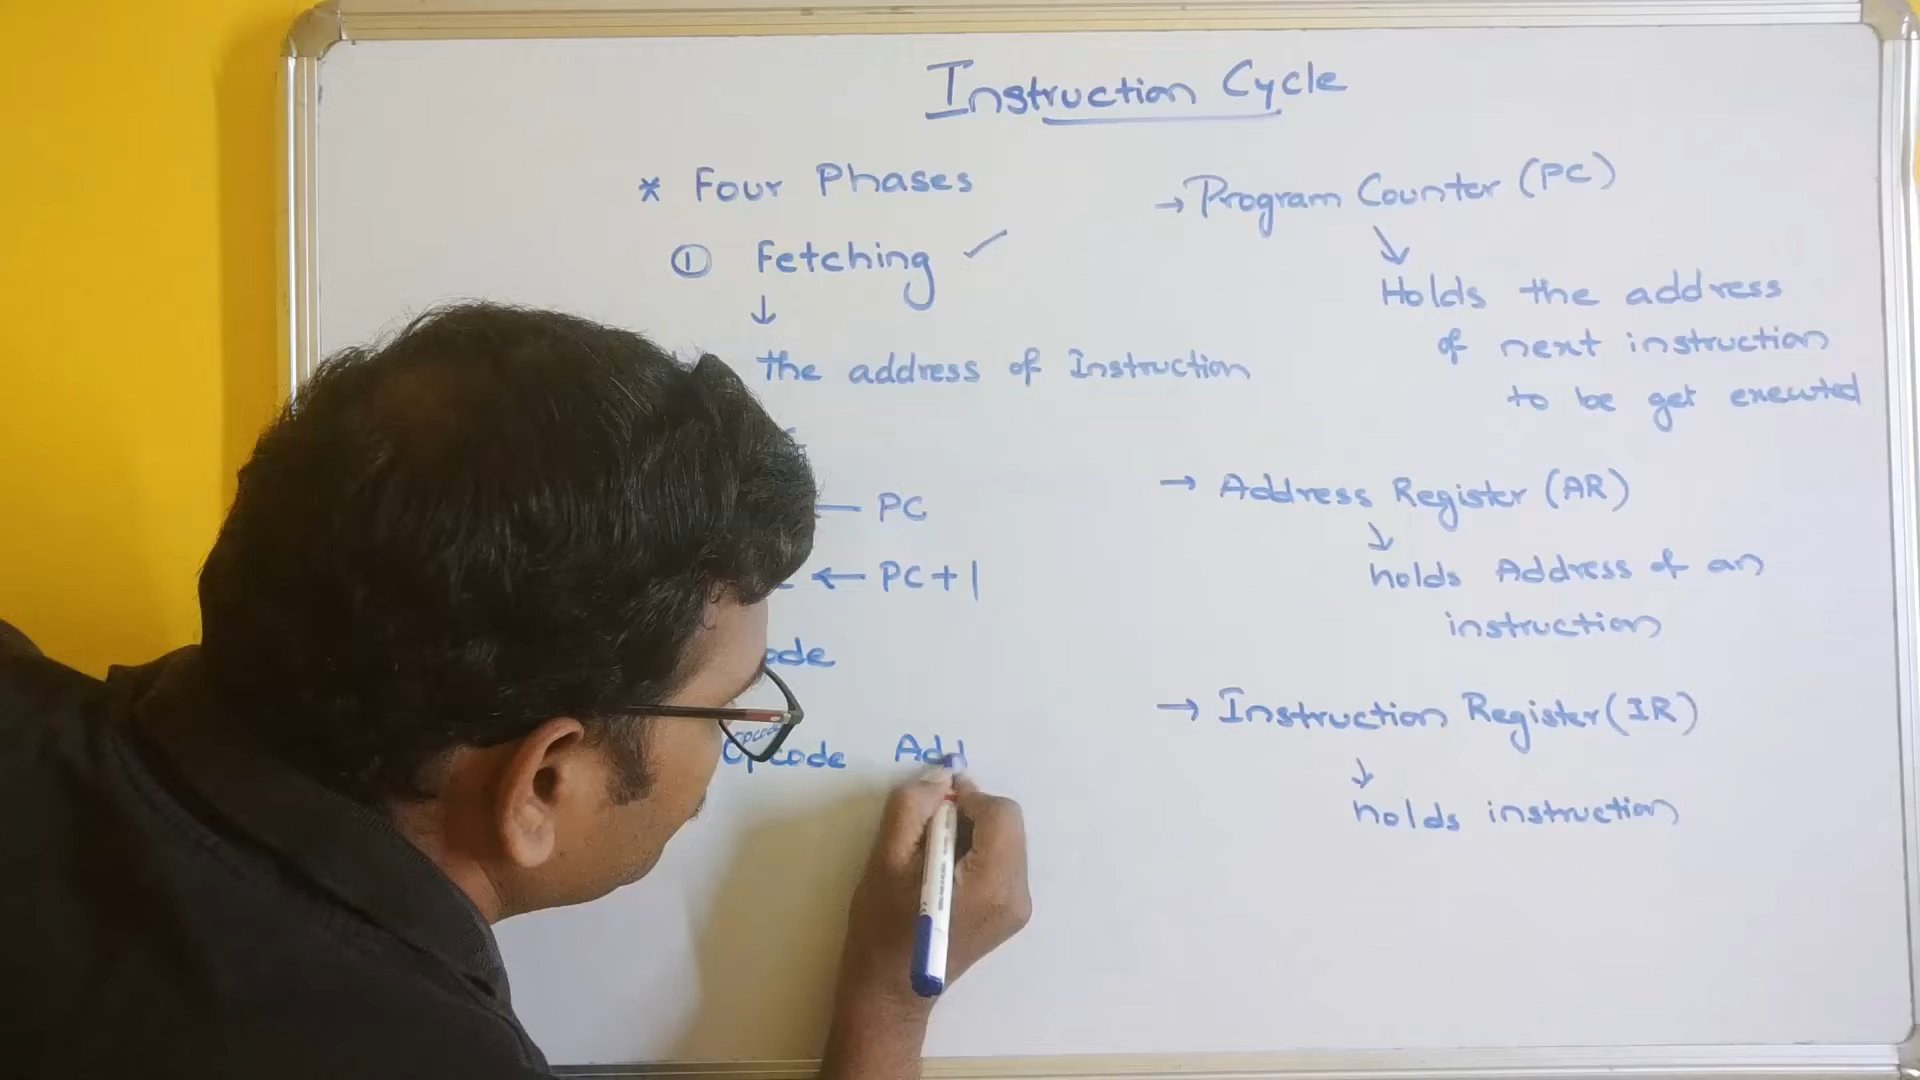 Instruction Cycle
* Four Phases
① Fetching ✓
↓
the address of Instruction
← PC
← PC+1
ode
Opcode Add
→ Program Counter (PC)
↓
Holds the address
of next instruction
to be get executed
→ Address Register (AR)
↓
holds Address of an
instruction
→ Instruction Register (IR)
↓
holds instruction